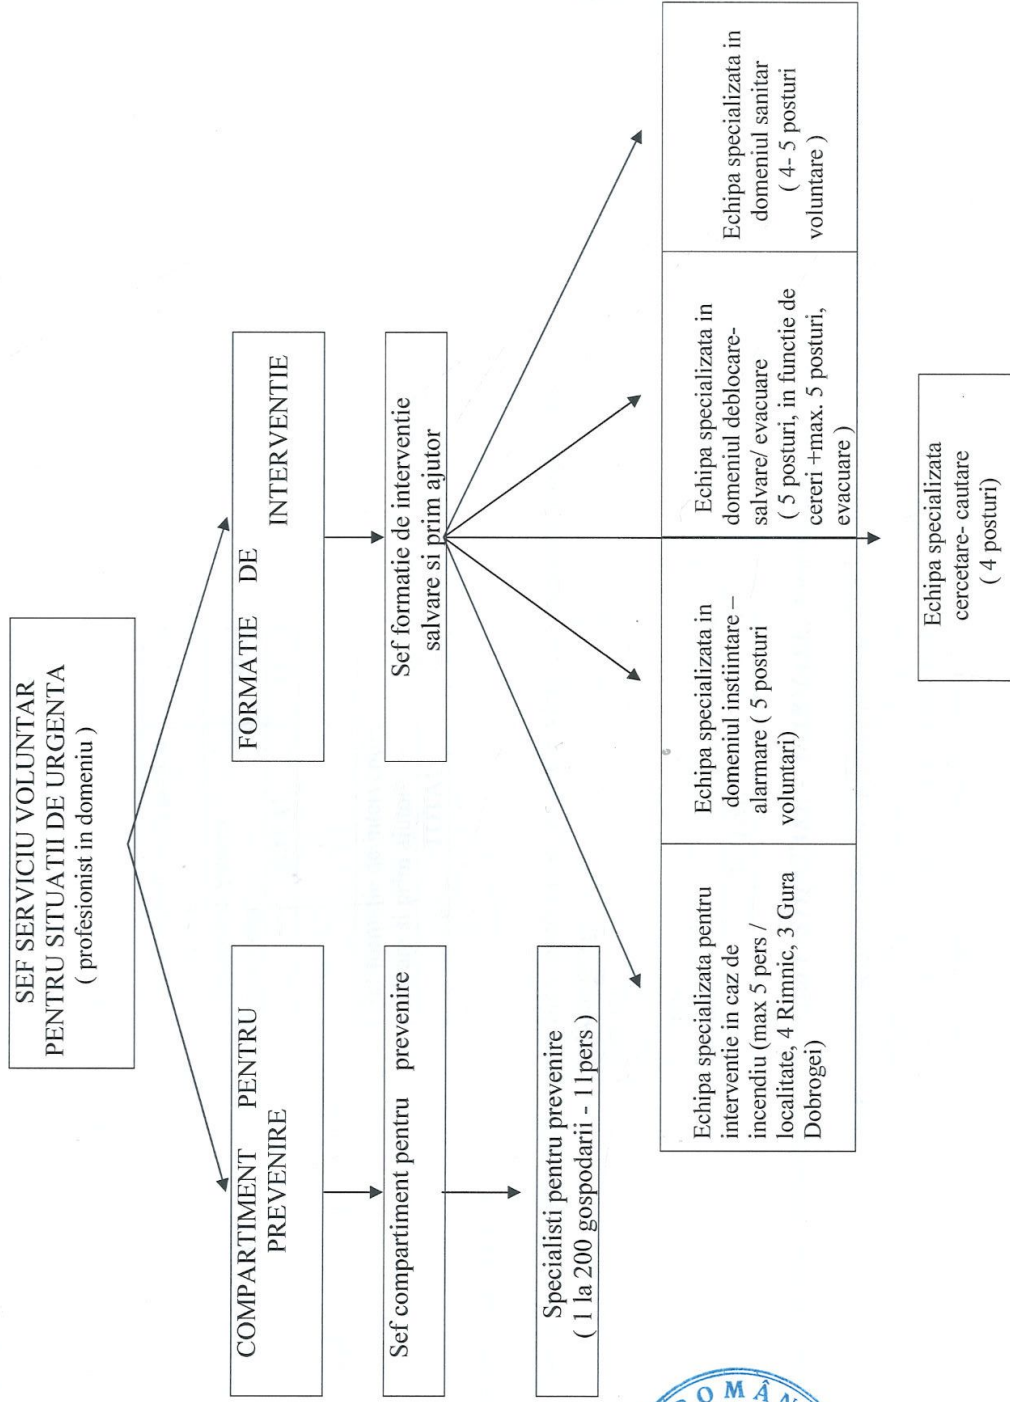 SEF SERVICIU VOLUNTAR
PENTRU SITUATII DE URGENTA
( profesionist in domeniu )
COMPARTIMENT PENTRU
PREVENIRE
FORMATIE DE
INTERVENTIE
Sef compartiment pentru prevenire
Sef formatie de interventie
salvare si prim ajutor
Specialisti pentru prevenire
( 1 la 200 gospodarii - 11pers )
Echipa specializata pentru
interventie in caz de
incendiu (max 5 pers /
localitate, 4 Rimnic, 3 Gura
Dobrogei)
Echipa specializata in
domeniul instiintare –
alarmare ( 5 posturi
voluntari)
Echipa specializata in
domeniul deblocare-
salvare/ evacuare
( 5 posturi, in functie de
cereri +max. 5 posturi,
evacuare )
Echipa specializata in
domeniul sanitar
( 4- 5 posturi
voluntare )
Echipa specializata
cercetare- cautare
( 4 posturi)